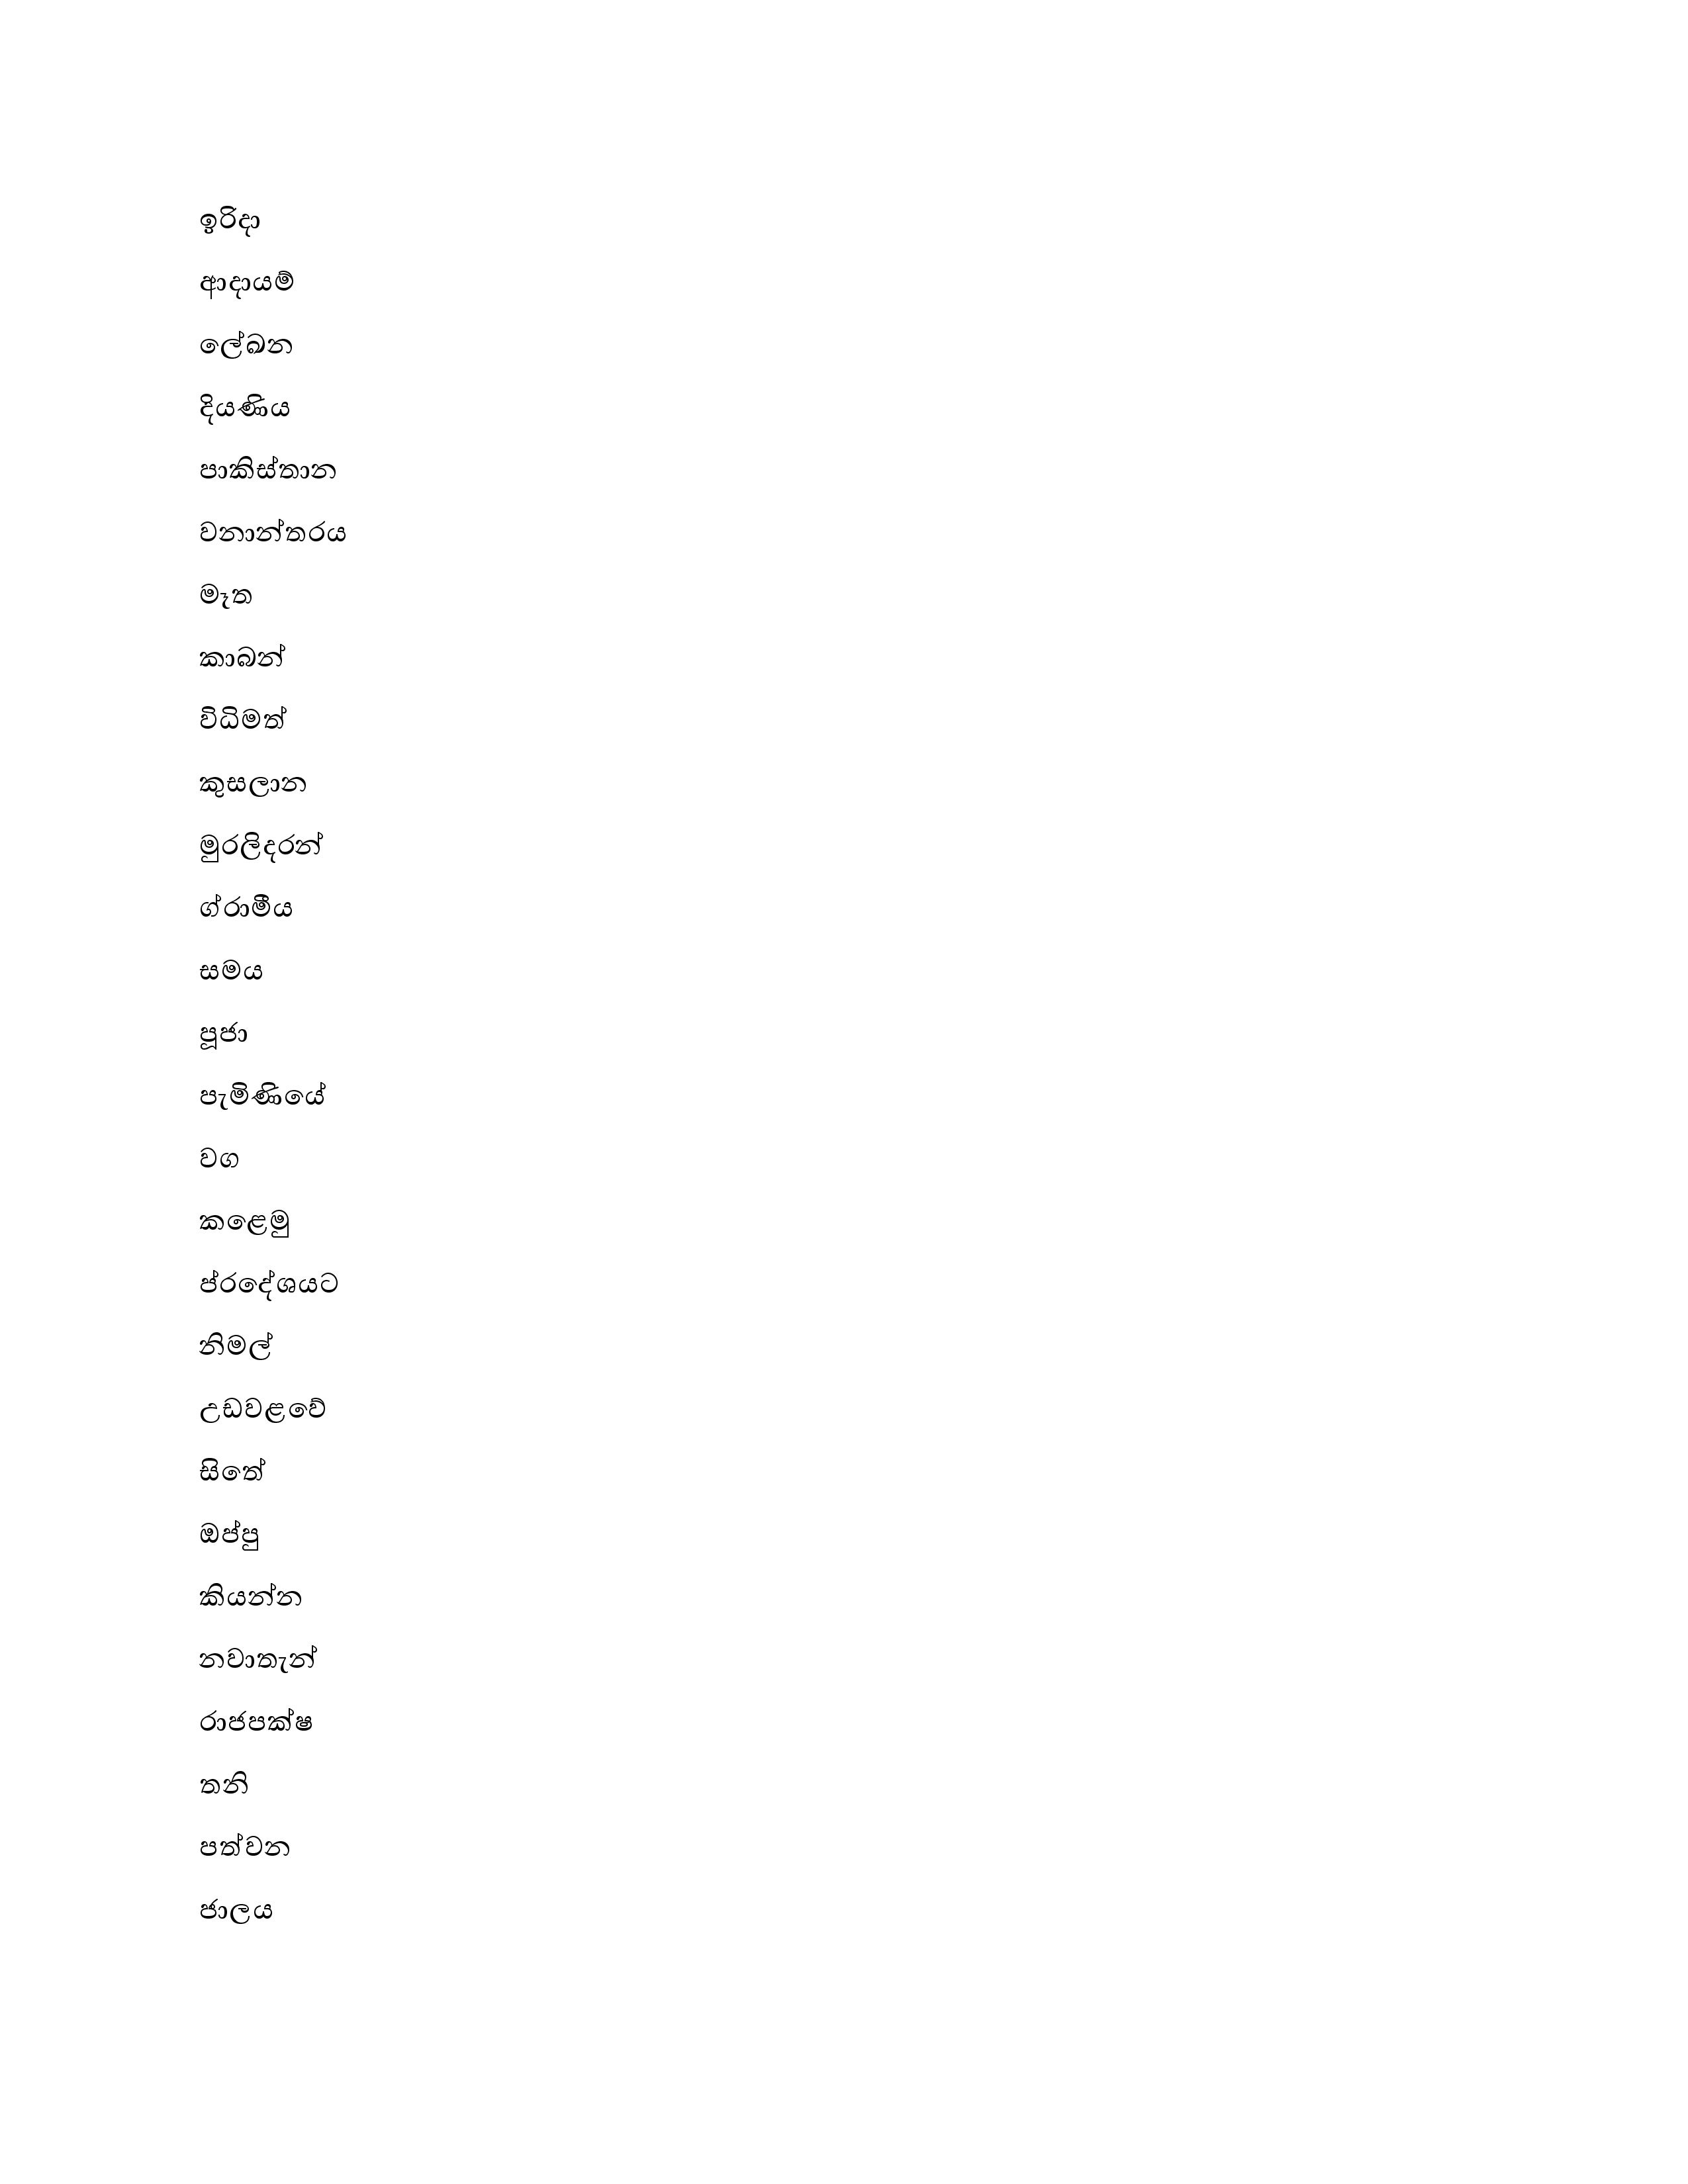 ඉරිදා
ආදායම්
ලේඛන
දියණිය
පාකිස්තාන
වනාන්තරය
මෑත
කාබන්
විධිමත්
කුසලාන
මුරලිදරන්
ග්රාමීය
සමය
පූජා
පැමිණියේ
වග
කළෙමු
ප්රදේශයට
නිමල්
උඩවළවේ
සිතේ
ඔප්පු
කියන්න
නවාතැන්
රාජපක්ෂ
තනි
පත්වන
ජාලය